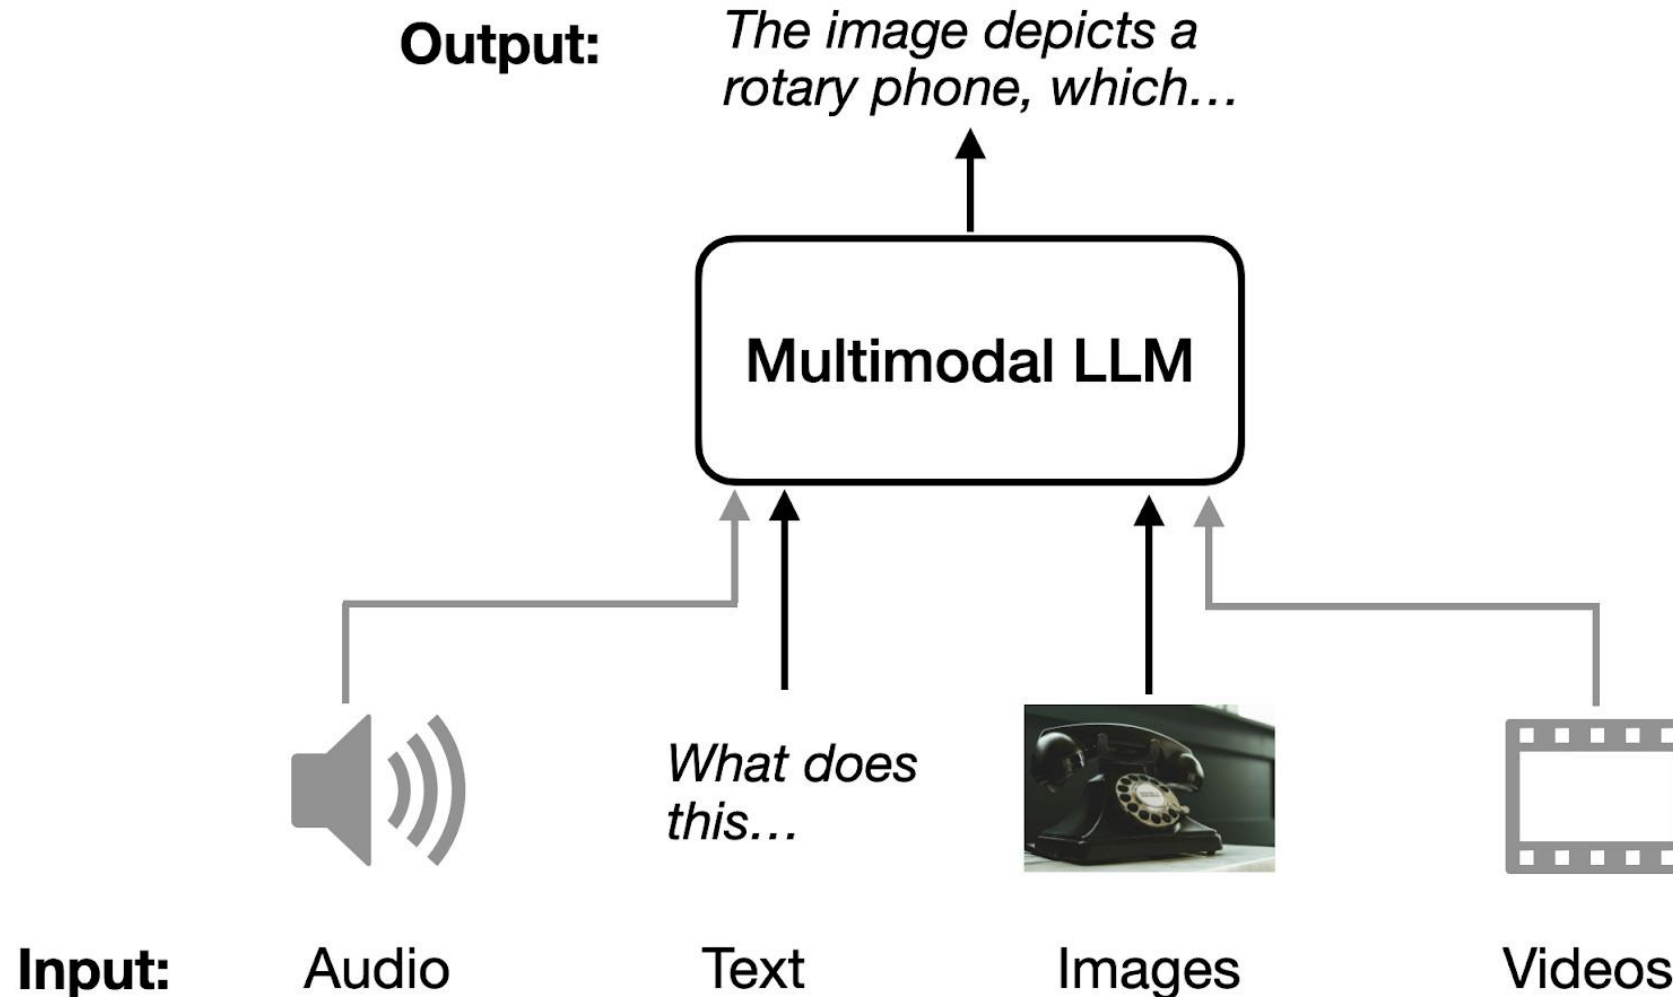 Output:
The image depicts a
rotary phone, which…
Multimodal LLM
What does
this…
Input:
Audio
Text
Images
Videos